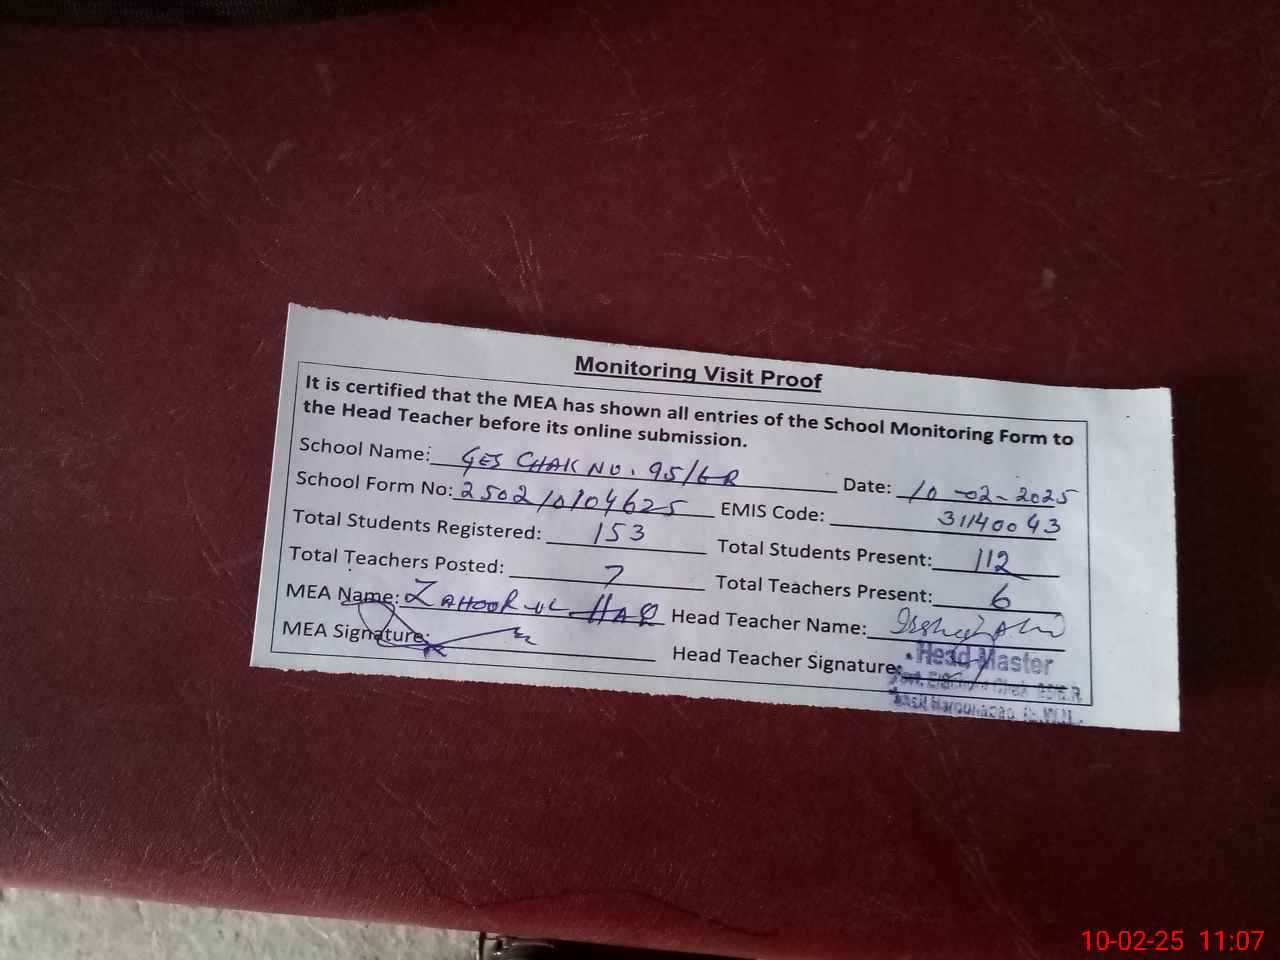 Monitoring Visit Proof
It is certified that the MEA has shown all entries of the School Monitoring Form to
the Head Teacher before its online submission.
School Name: GES CHAK NO. 95/6R Date: 10-02-2025
School Form No: 250210104625 EMIS Code: 31140043
Total Students Registered: 153 Total Students Present: 112
Total Teachers Posted: 7 Total Teachers Present: 6
MEA Name: ZAHOOR UL HAQ Head Teacher Name:
MEA Signature: Head Teacher Signature:
Head Master
10-02-25 11:07